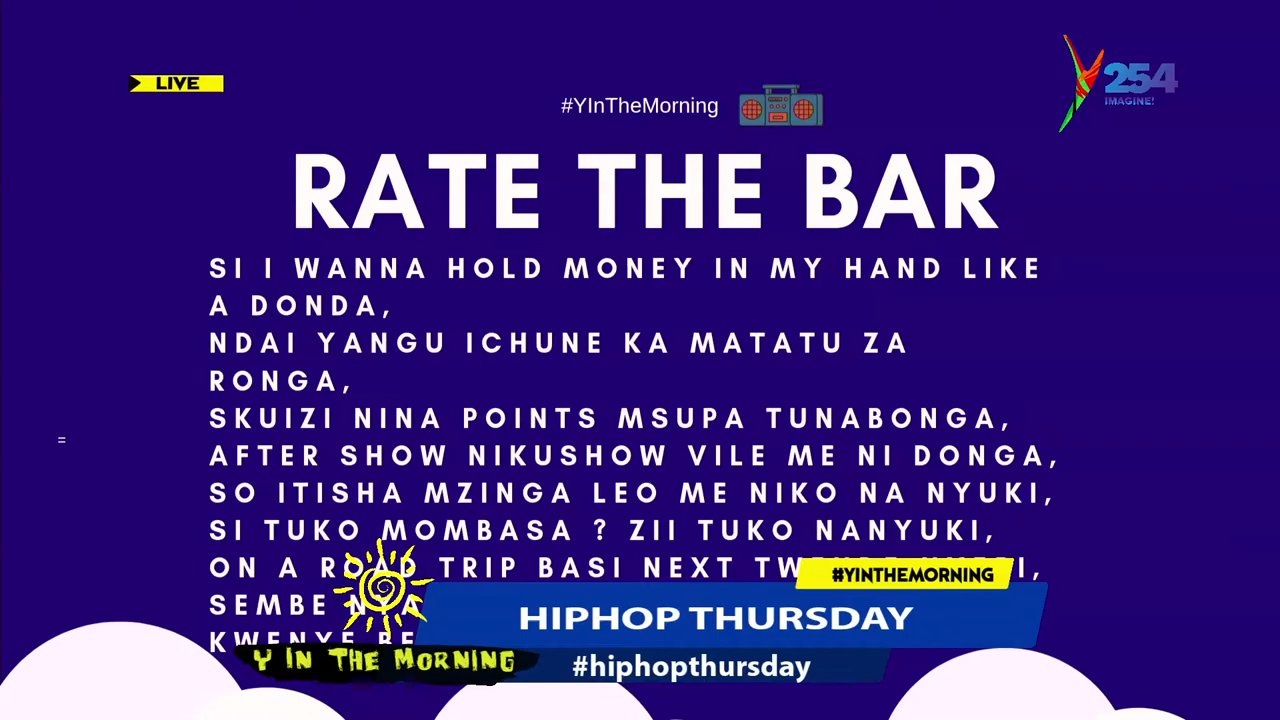 LIVE
254
IMAGINE!
#YInTheMorning
RATE THE BAR
SI I WANNA HOLD MONEY IN MY HAND LIKE
A DONDA,
NDAI YANGU ICHUNE KA MATATU ZA
RONGA,
SKUIZI NINA POINTS MSUPA TUNABONGA,
AFTER SHOW NIKUSHOW VILE ME NI DONGA,
SO ITISHA MZINGA LEO ME NIKO NA NYUKI,
SI TUKO MOMBASA ? ZII TUKO NANYUKI,
ON A ROAD TRIP BASI NEXT
SEMBE
KWENYE
#YINTHEMORNING
HIPHOP THURSDAY
Y IN THE MORNING
#hiphopthursday